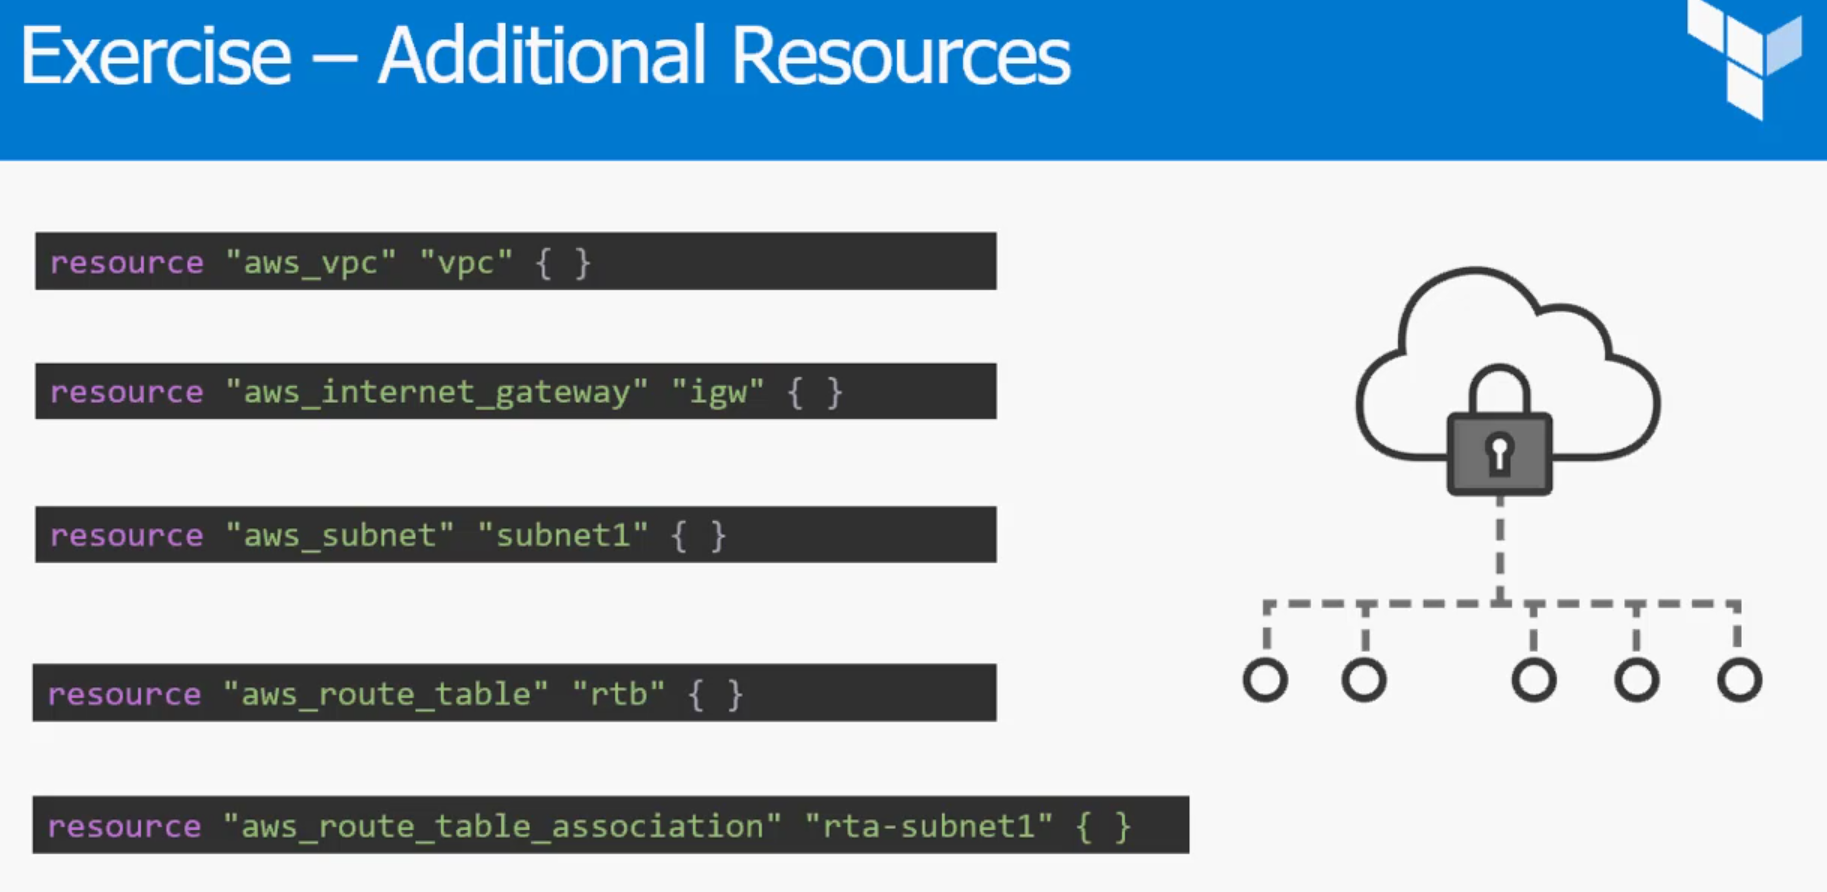 Exercise – Additional Resources
resource "aws_vpc" "vpc" { }
resource "aws_internet_gateway" "igw" { }
resource "aws_subnet" "subnet1" { }
resource "aws_route_table" "rtb" { }
resource "aws_route_table_association" "rta-subnet1" { }